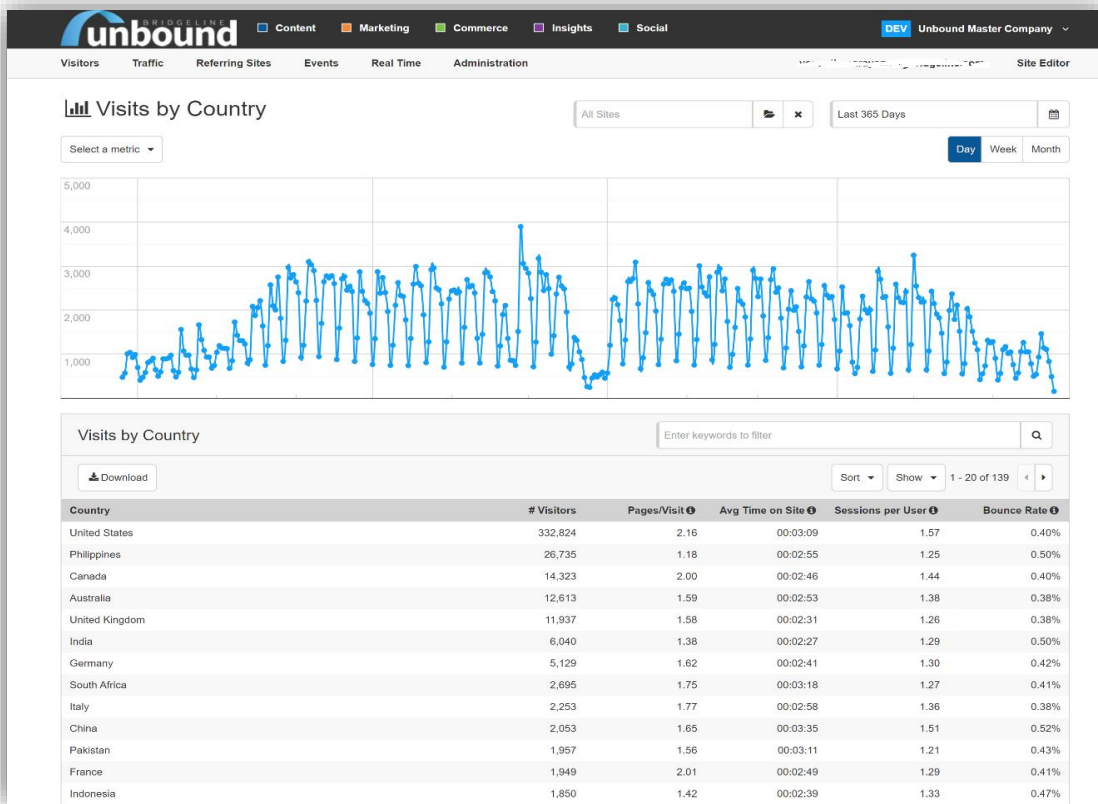 BRIDGELINE
unbound
Content Marketing Commerce Insights Social
DEV Unbound Master Company
Visitors Traffic Referring Sites Events Real Time Administration
Site Editor
Visits by Country
All Sites
Last 365 Days
Select a metric
Day Week Month
5,000
4,000
3,000
2,000
1,000
Visits by Country
Enter keywords to filter
Download
Sort Show 1 - 20 of 139
Country # Visitors Pages/Visit Avg Time on Site Sessions per User Bounce Rate
United States 332,824 2.16 00:03:09 1.57 0.40%
Philippines 26,735 1.18 00:02:55 1.25 0.50%
Canada 14,323 2.00 00:02:46 1.44 0.40%
Australia 12,613 1.59 00:02:53 1.38 0.38%
United Kingdom 11,937 1.58 00:02:31 1.26 0.38%
India 6,040 1.38 00:02:27 1.29 0.50%
Germany 5,129 1.62 00:02:41 1.30 0.42%
South Africa 2,695 1.75 00:03:18 1.27 0.41%
Italy 2,253 1.77 00:02:58 1.36 0.38%
China 2,053 1.65 00:03:35 1.51 0.52%
Pakistan 1,957 1.56 00:03:11 1.21 0.43%
France 1,949 2.01 00:02:49 1.29 0.41%
Indonesia 1,850 1.42 00:02:39 1.33 0.47%